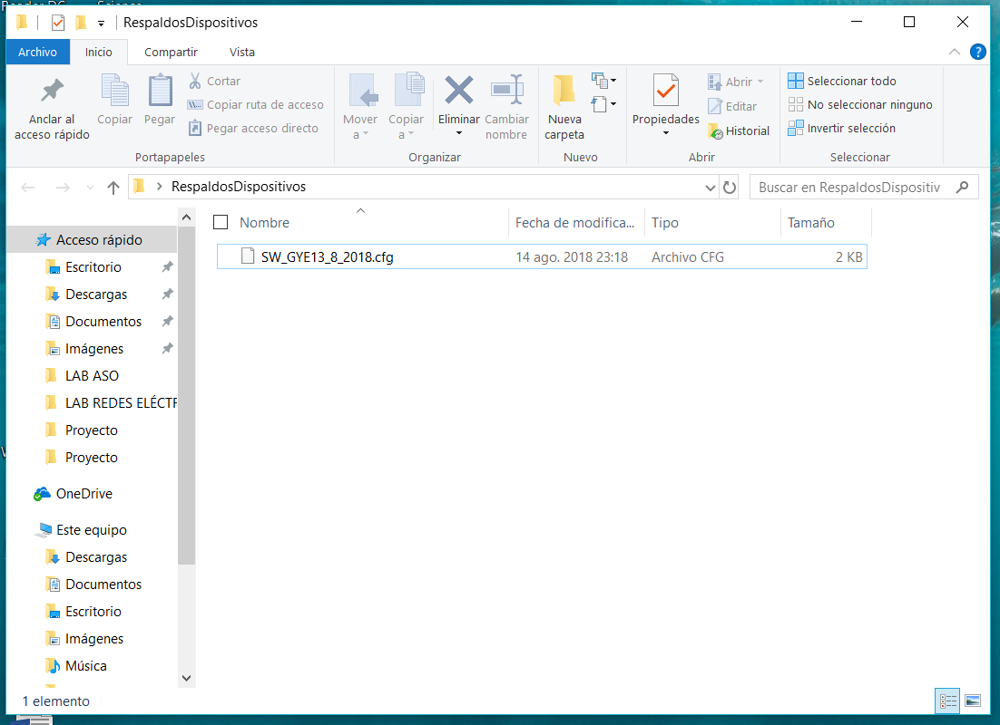 RespaldosDispositivos
Archivo Inicio Compartir Vista
Anclar al acceso rápido
Copiar
Pegar
Cortar
Copiar ruta de acceso
Pegar acceso directo
Portapapeles
Mover a
Copiar a
Eliminar
Cambiar nombre
Organizar
Nueva carpeta
Nuevo
Propiedades
Abrir
Editar
Historial
Abrir
Seleccionar todo
No seleccionar ninguno
Invertir selección
Seleccionar
RespaldosDispositivos
Buscar en RespaldosDispositiv
Nombre Fecha de modifica... Tipo Tamaño
SW_GYE13_8_2018.cfg 14 ago. 2018 23:18 Archivo CFG 2 KB
Acceso rápido
Escritorio
Descargas
Documentos
Imágenes
LAB ASO
LAB REDES ELÉCTR
Proyecto
Proyecto
OneDrive
Este equipo
Descargas
Documentos
Escritorio
Imágenes
Música
1 elemento